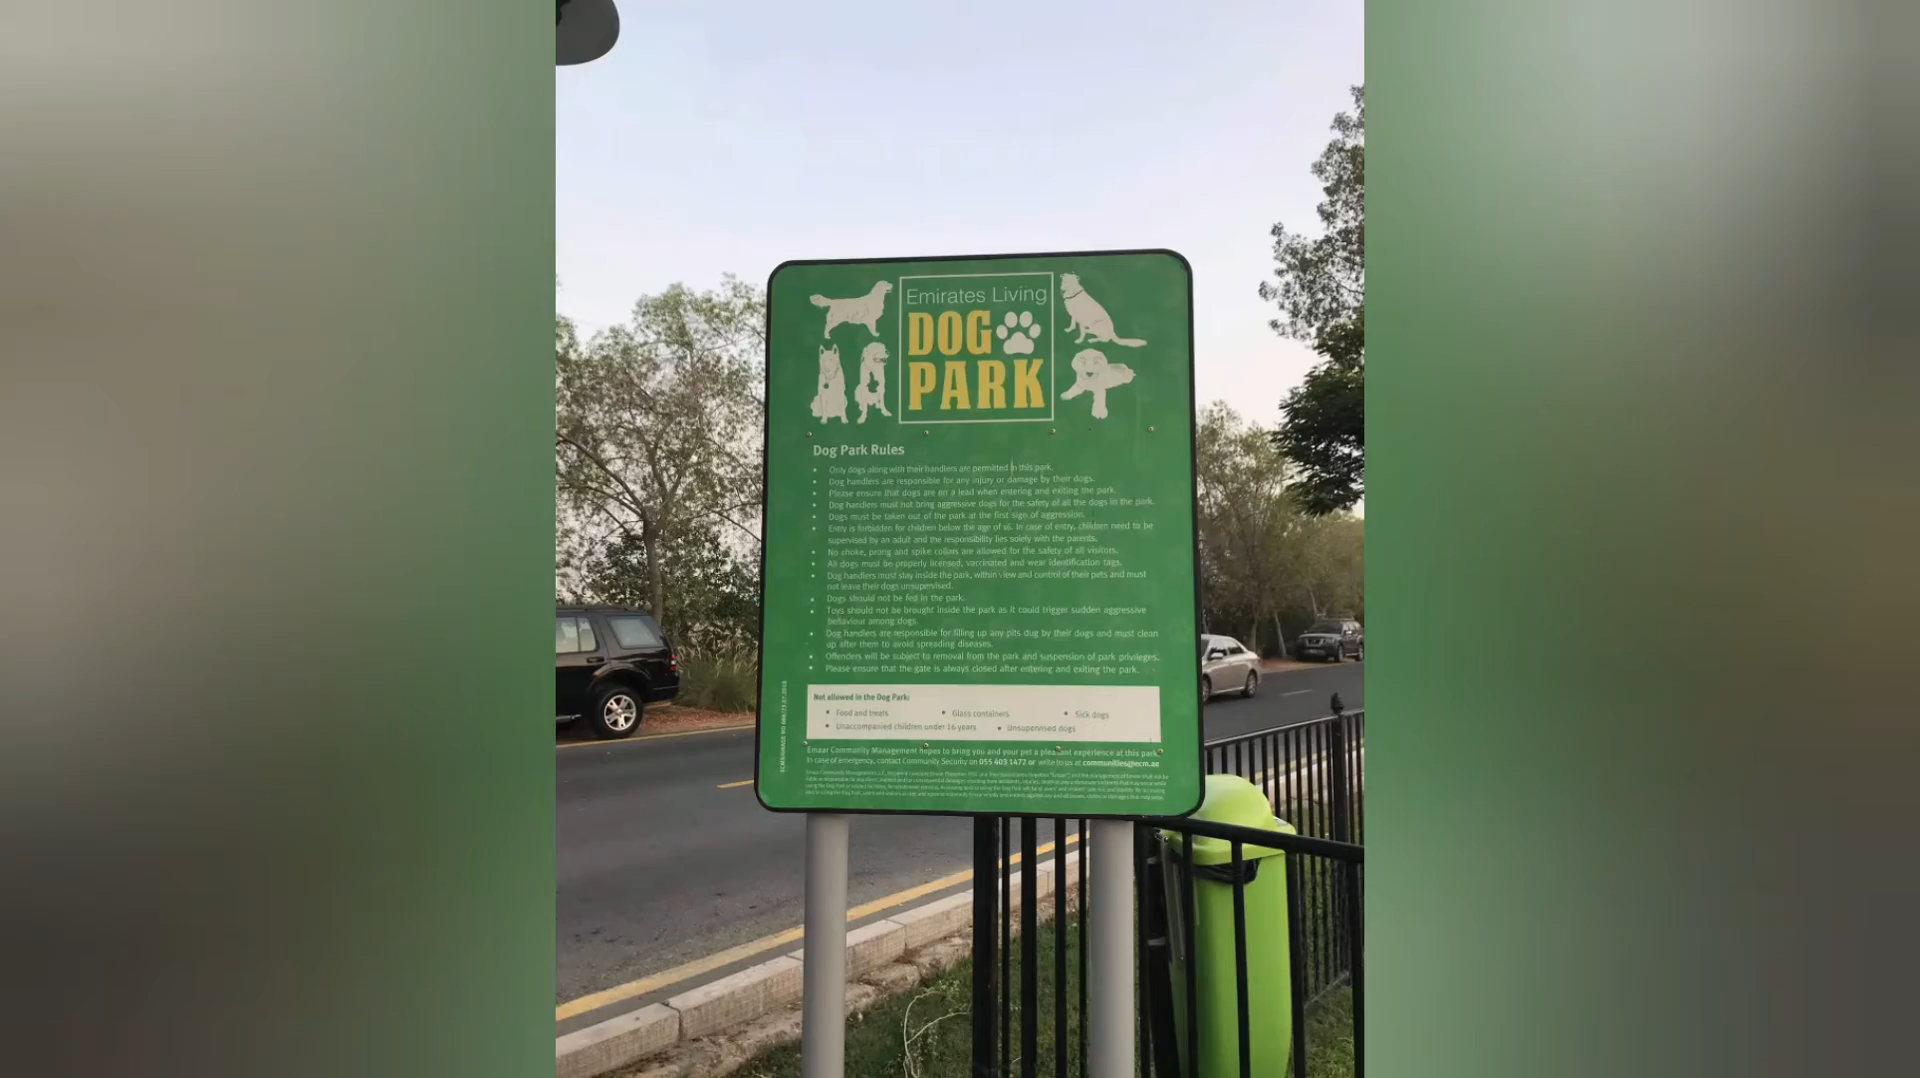 Emirates Living
DOG
PARK
Dog Park Rules
• Only dogs along with their handlers are permitted in this park.
• Dog handlers are responsible for any injury or damage by their dogs.
• Please ensure that dogs are on a lead when entering and exiting the park.
• Dog handlers must not bring aggressive dogs for the safety of all the dogs in the park.
• Dogs must be taken out of the park at the first sign of aggression.
• Entry is forbidden for children below the age of six. In case of entry, children need to be
supervised by an adult and the responsibility lies solely with the parents.
• No choke, prong and spike collars are allowed for the safety of all visitors.
• All dogs must be properly licensed, vaccinated and wear identification tags.
• Dog handlers must stay inside the park, within view and control of their pets and must
not leave their dogs unsupervised.
• Dogs should not be fed in the park.
• Toys should not be brought inside the park as it could trigger sudden aggressive
behaviour among dogs.
• Dog handlers are responsible for filling up any pits dug by their dogs and must clean
up after them to avoid spreading diseases.
• Offenders will be subject to removal from the park and suspension of park privileges.
• Please ensure that the gate is always closed after entering and exiting the park.
Not allowed in the Dog Park:
• Food and treats • Glass containers • Sick dogs
• Unaccompanied children under 16 years • Unsupervised dogs
Emaar Community Management hopes to bring you and your pet a pleasant experience at this park.
In case of emergency, contact Community Security on 055 403 1472 or write to us at communities@ecm.ae